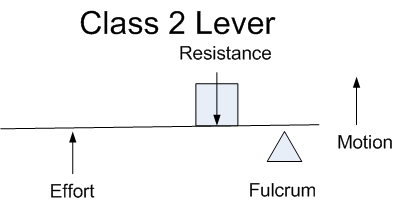 Class 2 Lever
Resistance
Motion
Effort
Fulcrum